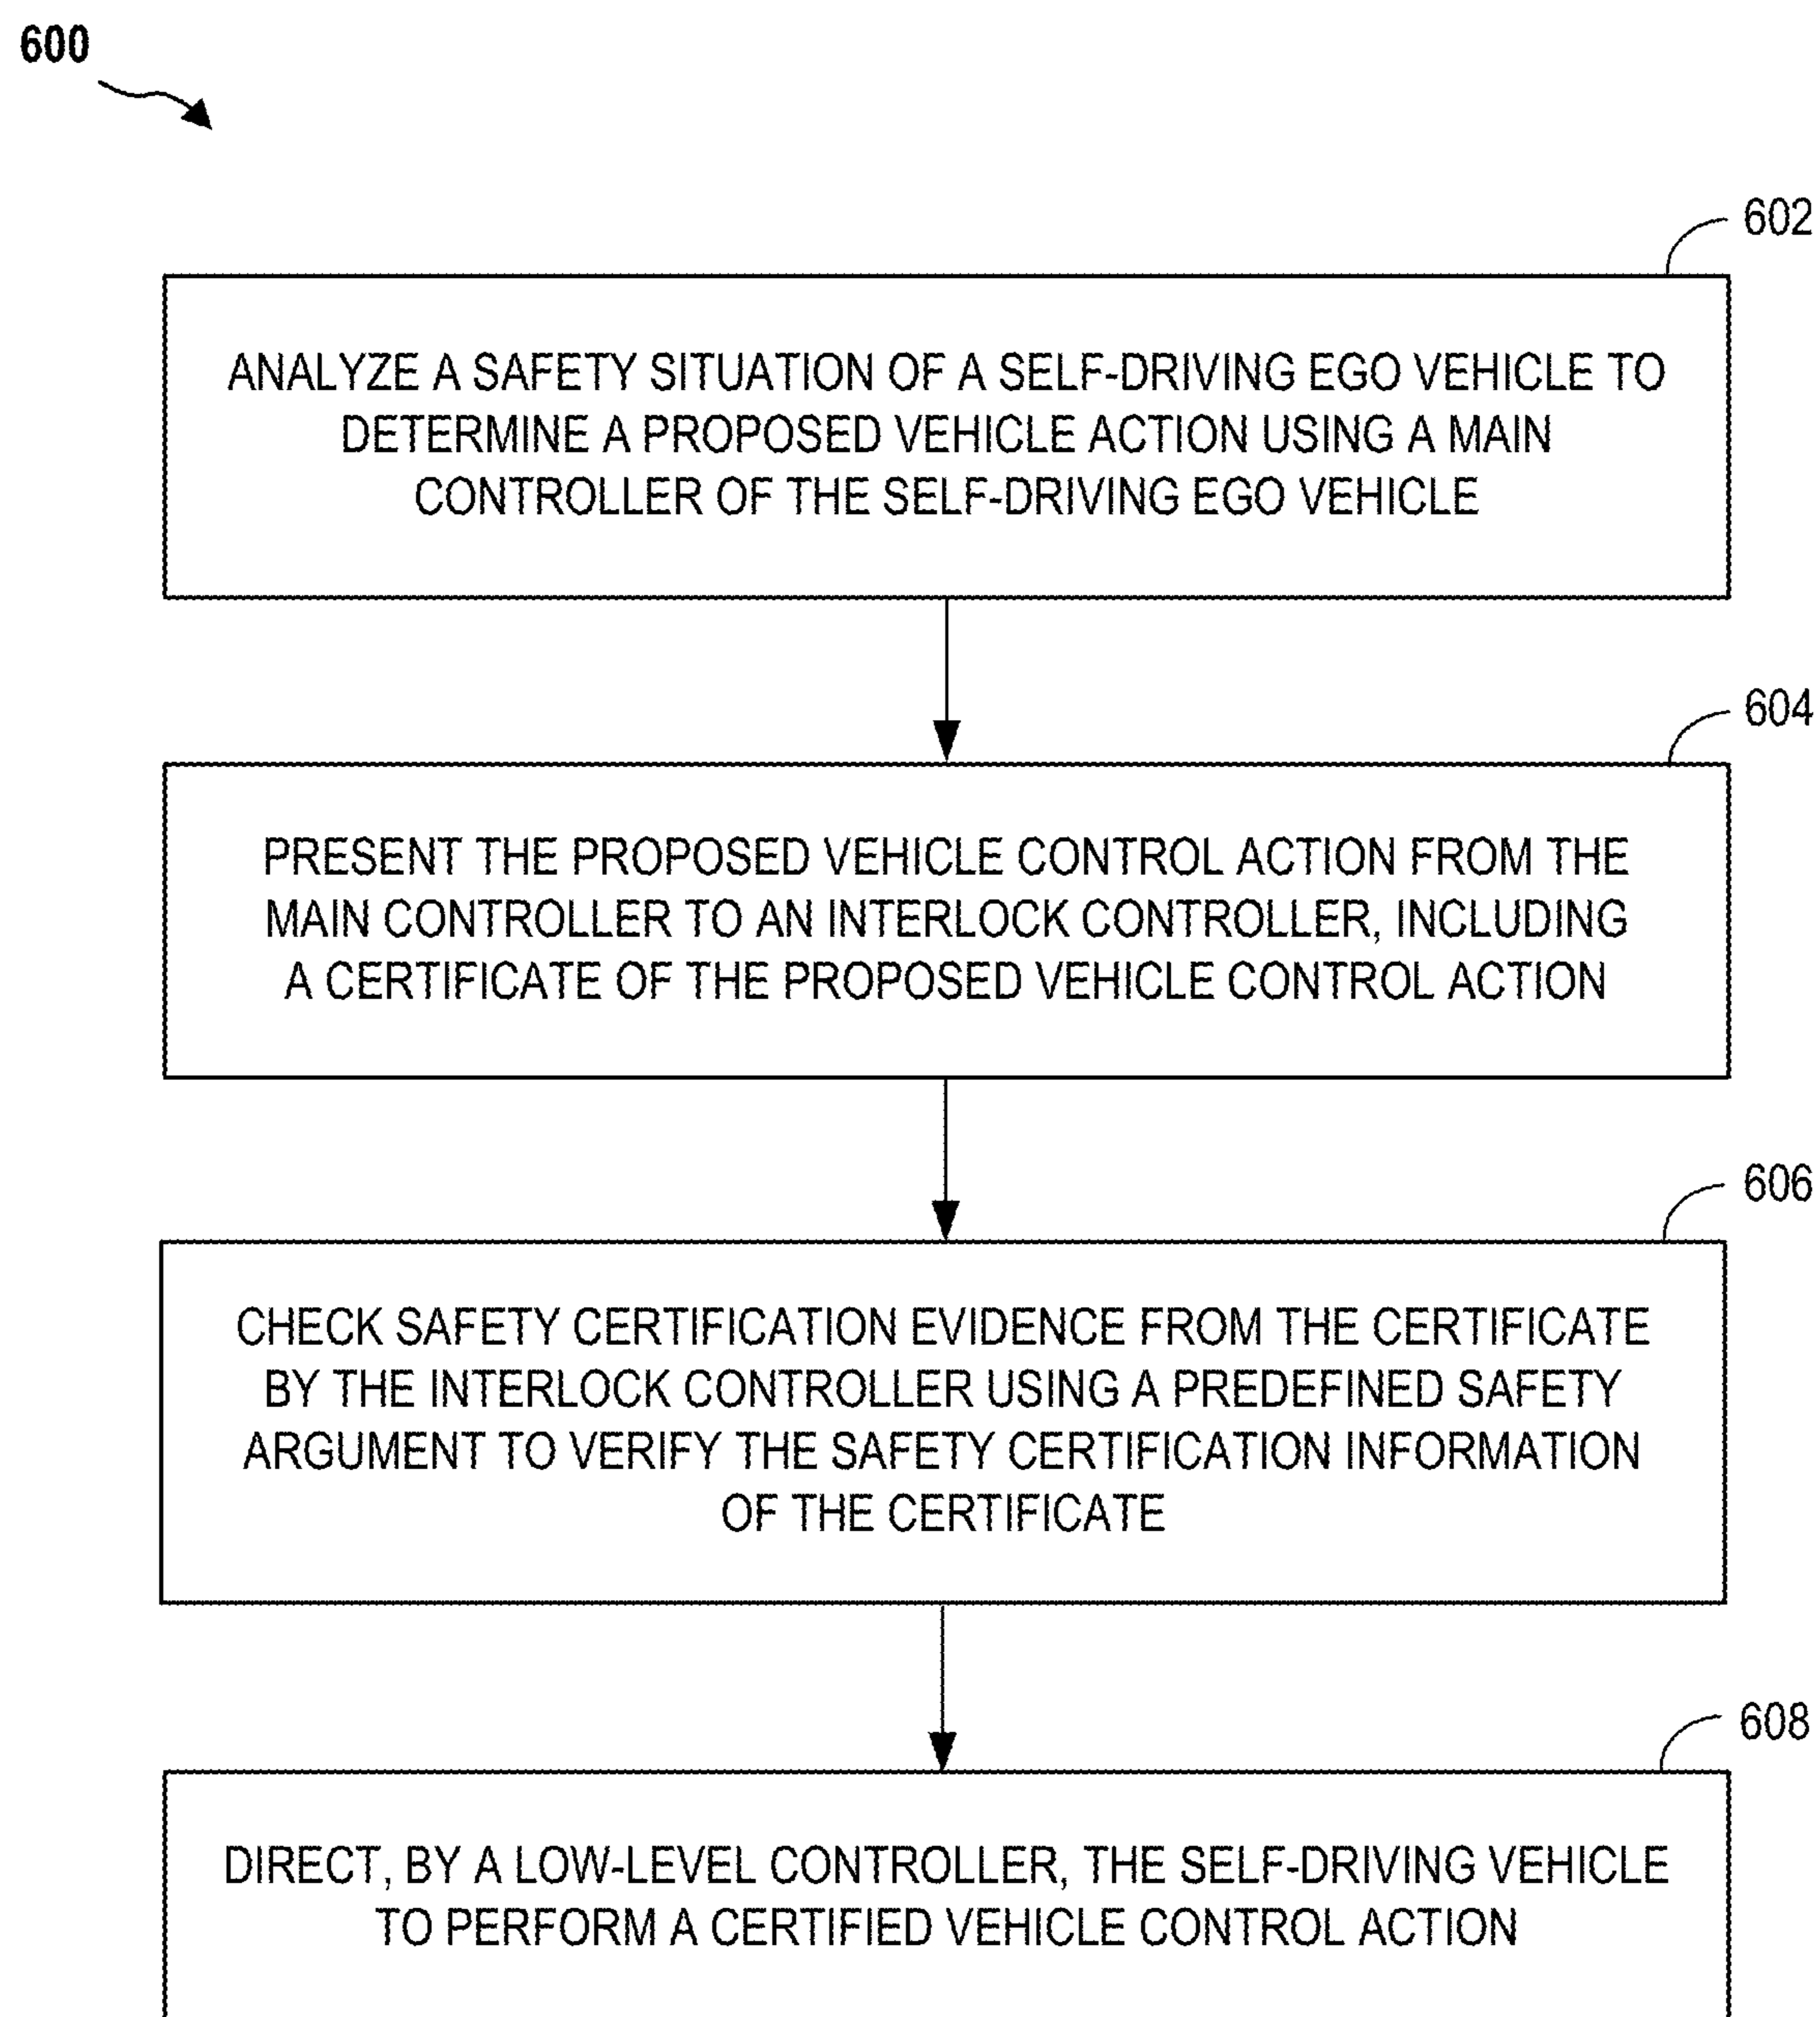 600
602
ANALYZE A SAFETY SITUATION OF A SELF-DRIVING EGO VEHICLE TO
DETERMINE A PROPOSED VEHICLE ACTION USING A MAIN
CONTROLLER OF THE SELF-DRIVING EGO VEHICLE
604
PRESENT THE PROPOSED VEHICLE CONTROL ACTION FROM THE
MAIN CONTROLLER TO AN INTERLOCK CONTROLLER, INCLUDING
A CERTIFICATE OF THE PROPOSED VEHICLE CONTROL ACTION
606
CHECK SAFETY CERTIFICATION EVIDENCE FROM THE CERTIFICATE
BY THE INTERLOCK CONTROLLER USING A PREDEFINED SAFETY
ARGUMENT TO VERIFY THE SAFETY CERTIFICATION INFORMATION
OF THE CERTIFICATE
608
DIRECT, BY A LOW-LEVEL CONTROLLER, THE SELF-DRIVING VEHICLE
TO PERFORM A CERTIFIED VEHICLE CONTROL ACTION